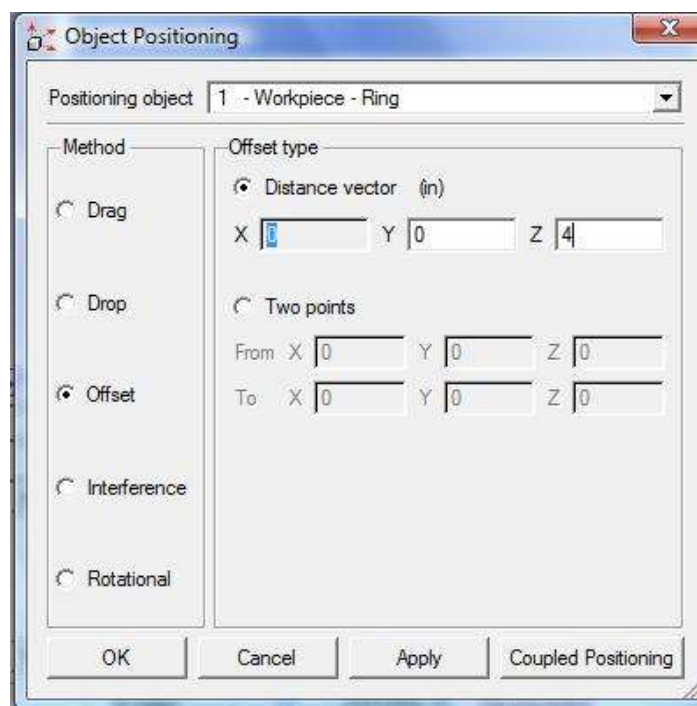 Object Positioning
Positioning object 1 - Workpiece - Ring
Method
Drag
Drop
Offset
Interference
Rotational
Offset type
Distance vector (in)
X 0 Y 0 Z 4
Two points
From X 0 Y 0 Z 0
To X 0 Y 0 Z 0
OK Cancel Apply Coupled Positioning